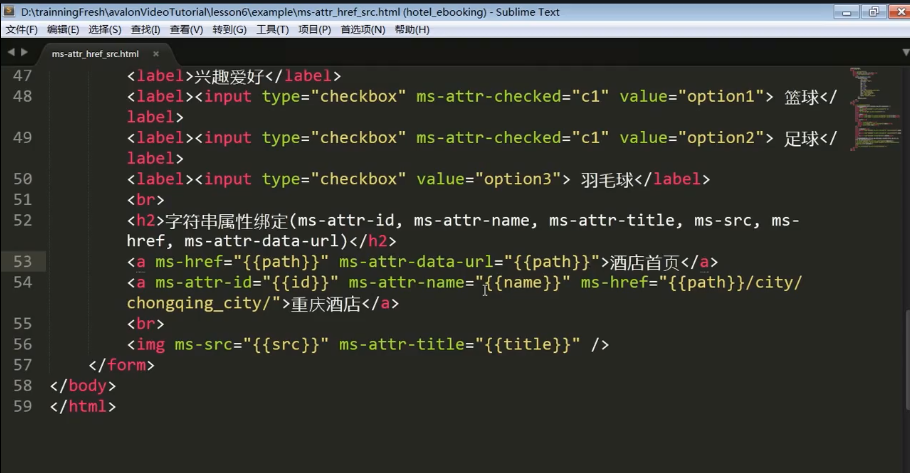 D:\trainningFresh\avalonVideoTutorial\lesson6\example\ms-attr_href_src.html (hotel_ebooking) - Sublime Text
文件(F) 编辑(E) 选择(S) 查找(I) 查看(V) 转到(G) 工具(T) 项目(P) 首选项(N) 帮助(H)
ms-attr_href_src.html
47 <label>兴趣爱好</label>
48 <label><input type="checkbox" ms-attr-checked="c1" value="option1"> 篮球</
label>
49 <label><input type="checkbox" ms-attr-checked="c1" value="option2"> 足球</
label>
50 <label><input type="checkbox" value="option3"> 羽毛球</label>
51 <br>
52 <h2>字符串属性绑定(ms-attr-id, ms-attr-name, ms-attr-title, ms-src, ms-
href, ms-attr-data-url)</h2>
53 <a ms-href="{{path}}" ms-attr-data-url="{{path}}">酒店首页</a>
54 <a ms-attr-id="{{id}}" ms-attr-name="{{name}}" ms-href="{{path}}/city/
chongqing_city/">重庆酒店</a>
55 <br>
56 <img ms-src="{{src}}" ms-attr-title="{{title}}" />
57 </form>
58 </body>
59 </html>